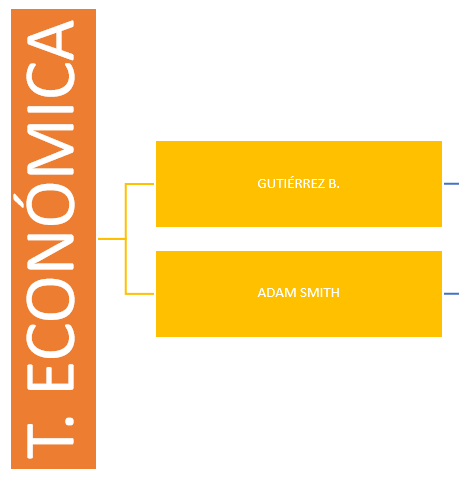 T. ECONÓMICA
GUTIÉRREZ B.
ADAM SMITH